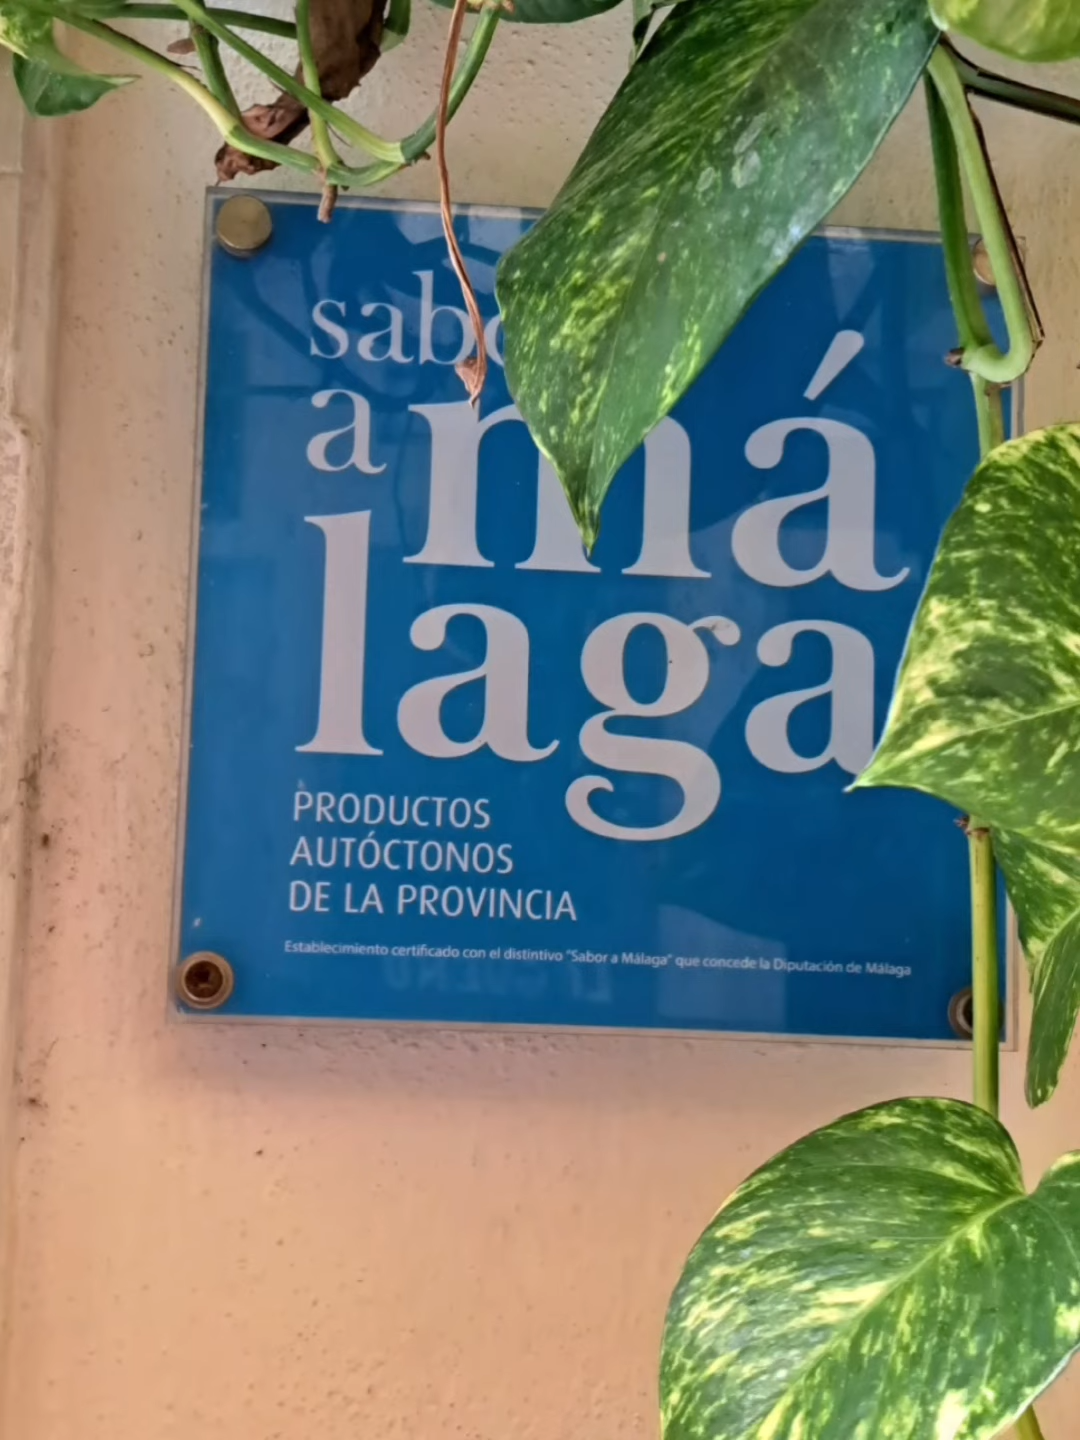 sabo
a má
laga
PRODUCTOS
AUTÓCTONOS
DE LA PROVINCIA
Establecimiento certificado con el distintivo "Sabor a Málaga" que concede la Diputación de Málaga